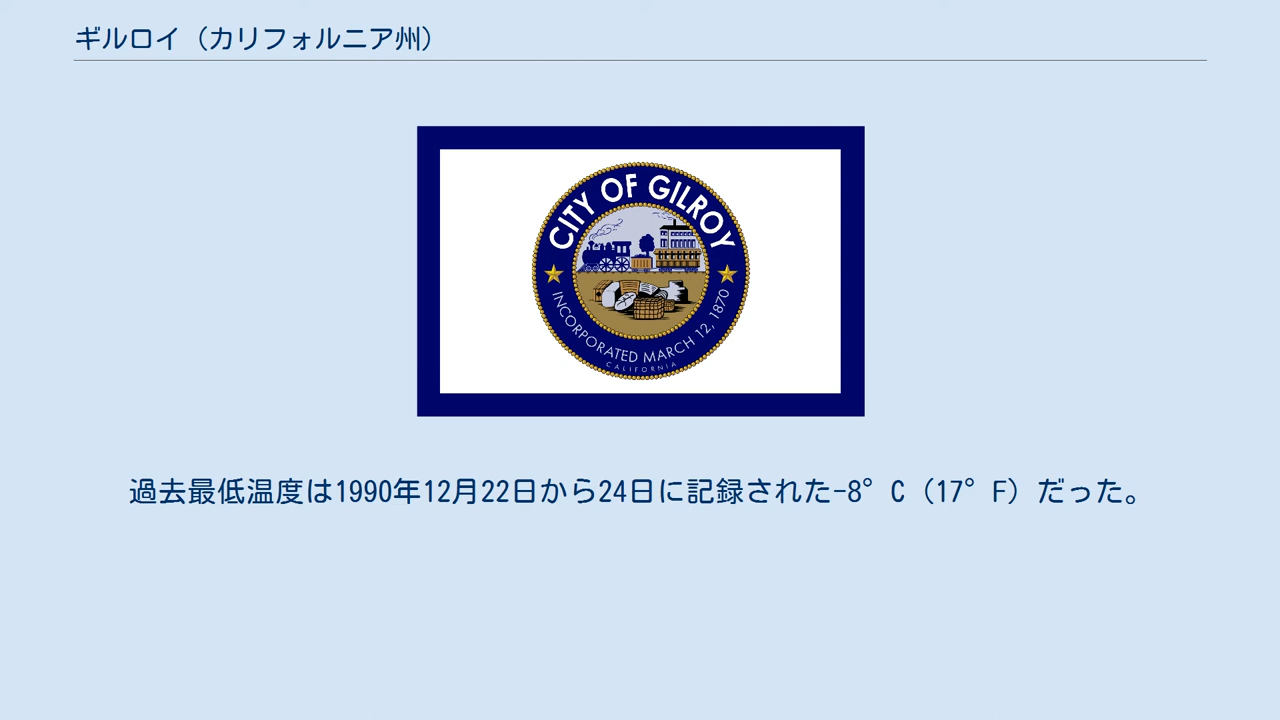 ギルロイ（カリフォルニア州）
CITY OF GILROY
INCORPORATED MARCH 12, 1870
CALIFORNIA
過去最低温度は1990年12月22日から24日に記録された-8°C（17°F）だった。